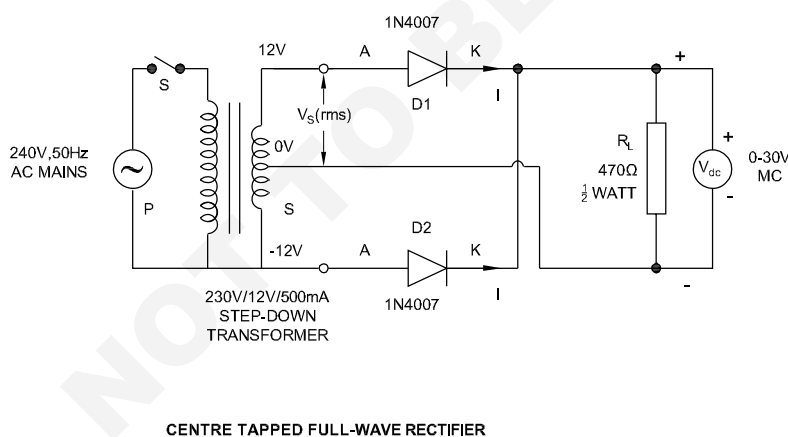 1N4007
12V
A
K
S
I
D1
VS(rms)
0V
240V,50Hz
AC MAINS
P
S
RL
470Ω
½ WATT
+
+
Vdc
-
0-30V
MC
D2
-12V
A
K
I
-
230V/12V/500mA
STEP-DOWN
TRANSFORMER
1N4007
CENTRE TAPPED FULL-WAVE RECTIFIER
NOT TO BE